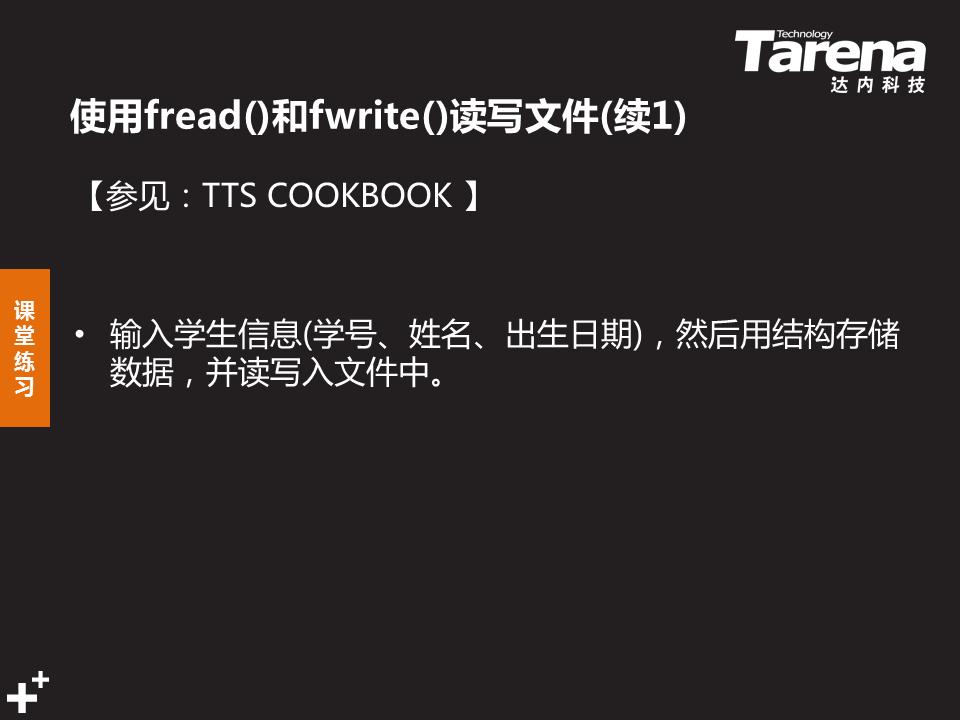 Technology
Tarena
达内科技
使用fread()和fwrite()读写文件(续1)
【参见：TTS COOKBOOK 】
课堂练习
• 输入学生信息(学号、姓名、出生日期)，然后用结构存储
数据，并读写入文件中。